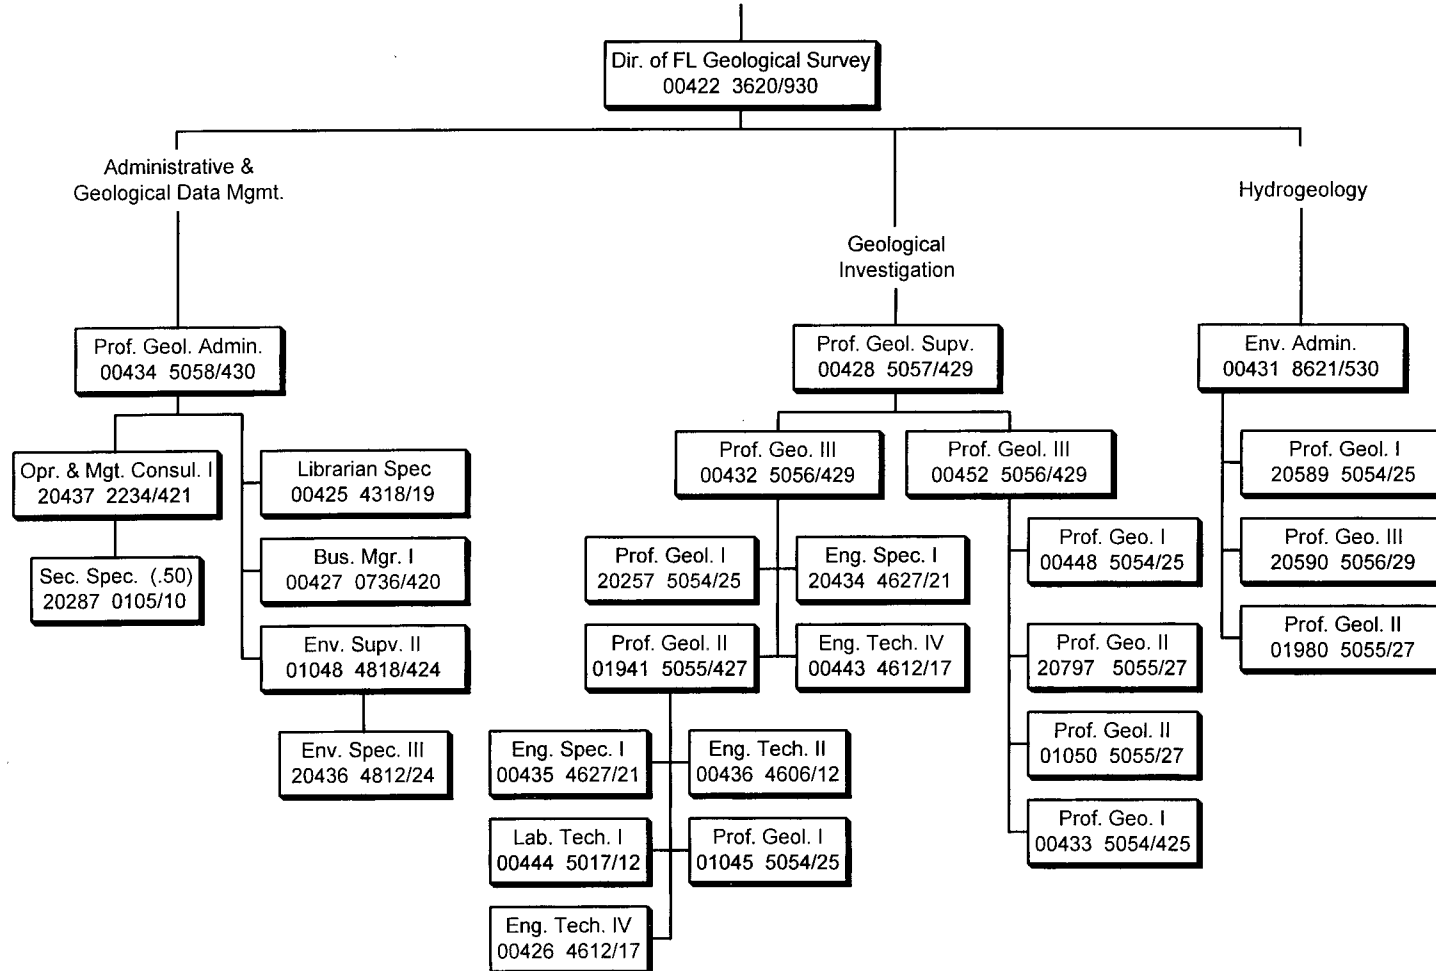 Dir. of FL Geological Survey
00422 3620/930
Administrative &
Geological Data Mgmt.
Hydrogeology
Geological
Investigation
Prof. Geol. Admin.
00434 5058/430
Prof. Geol. Supv.
00428 5057/429
Env. Admin.
00431 8621/530
Opr. & Mgt. Consul. I
20437 2234/421
Sec. Spec. (.50)
20287 0105/10
Librarian Spec
00425 4318/19
Bus. Mgr. I
00427 0736/420
Env. Supv. II
01048 4818/424
Env. Spec. III
20436 4812/24
Prof. Geo. III
00432 5056/429
Prof. Geol. I
20257 5054/25
Eng. Spec. I
20434 4627/21
Prof. Geol. II
01941 5055/427
Eng. Tech. IV
00443 4612/17
Eng. Spec. I
00435 4627/21
Eng. Tech. II
00436 4606/12
Lab. Tech. I
00444 5017/12
Prof. Geol. I
01045 5054/25
Eng. Tech. IV
00426 4612/17
Prof. Geol. III
00452 5056/429
Prof. Geo. I
00448 5054/25
Prof. Geo. II
20797 5055/27
Prof. Geol. II
01050 5055/27
Prof. Geo. I
00433 5054/425
Prof. Geol. I
20589 5054/25
Prof. Geo. III
20590 5056/29
Prof. Geol. II
01980 5055/27